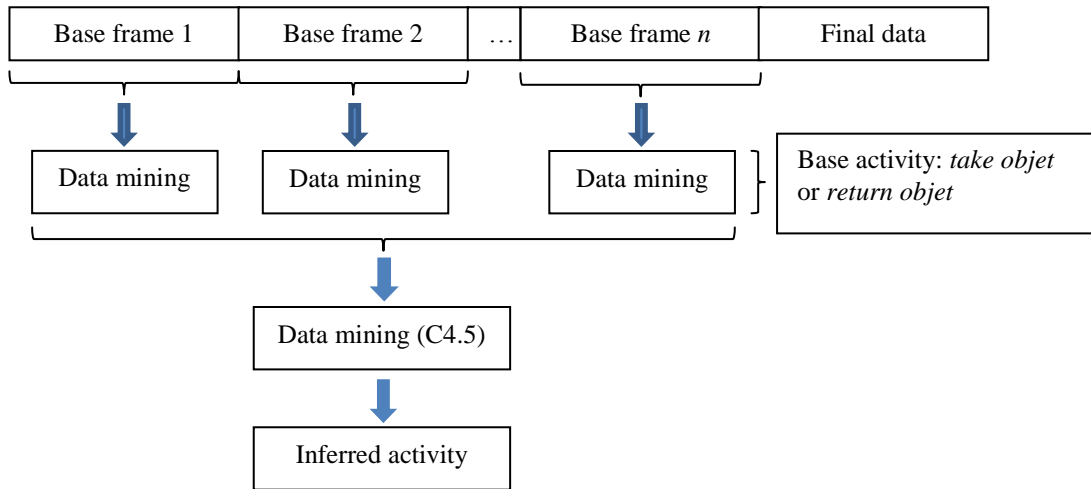 Base frame 1
Base frame 2
…
Base frame n
Final data
Data mining
Data mining
Data mining
Base activity: take objet
or return objet
Data mining (C4.5)
Inferred activity